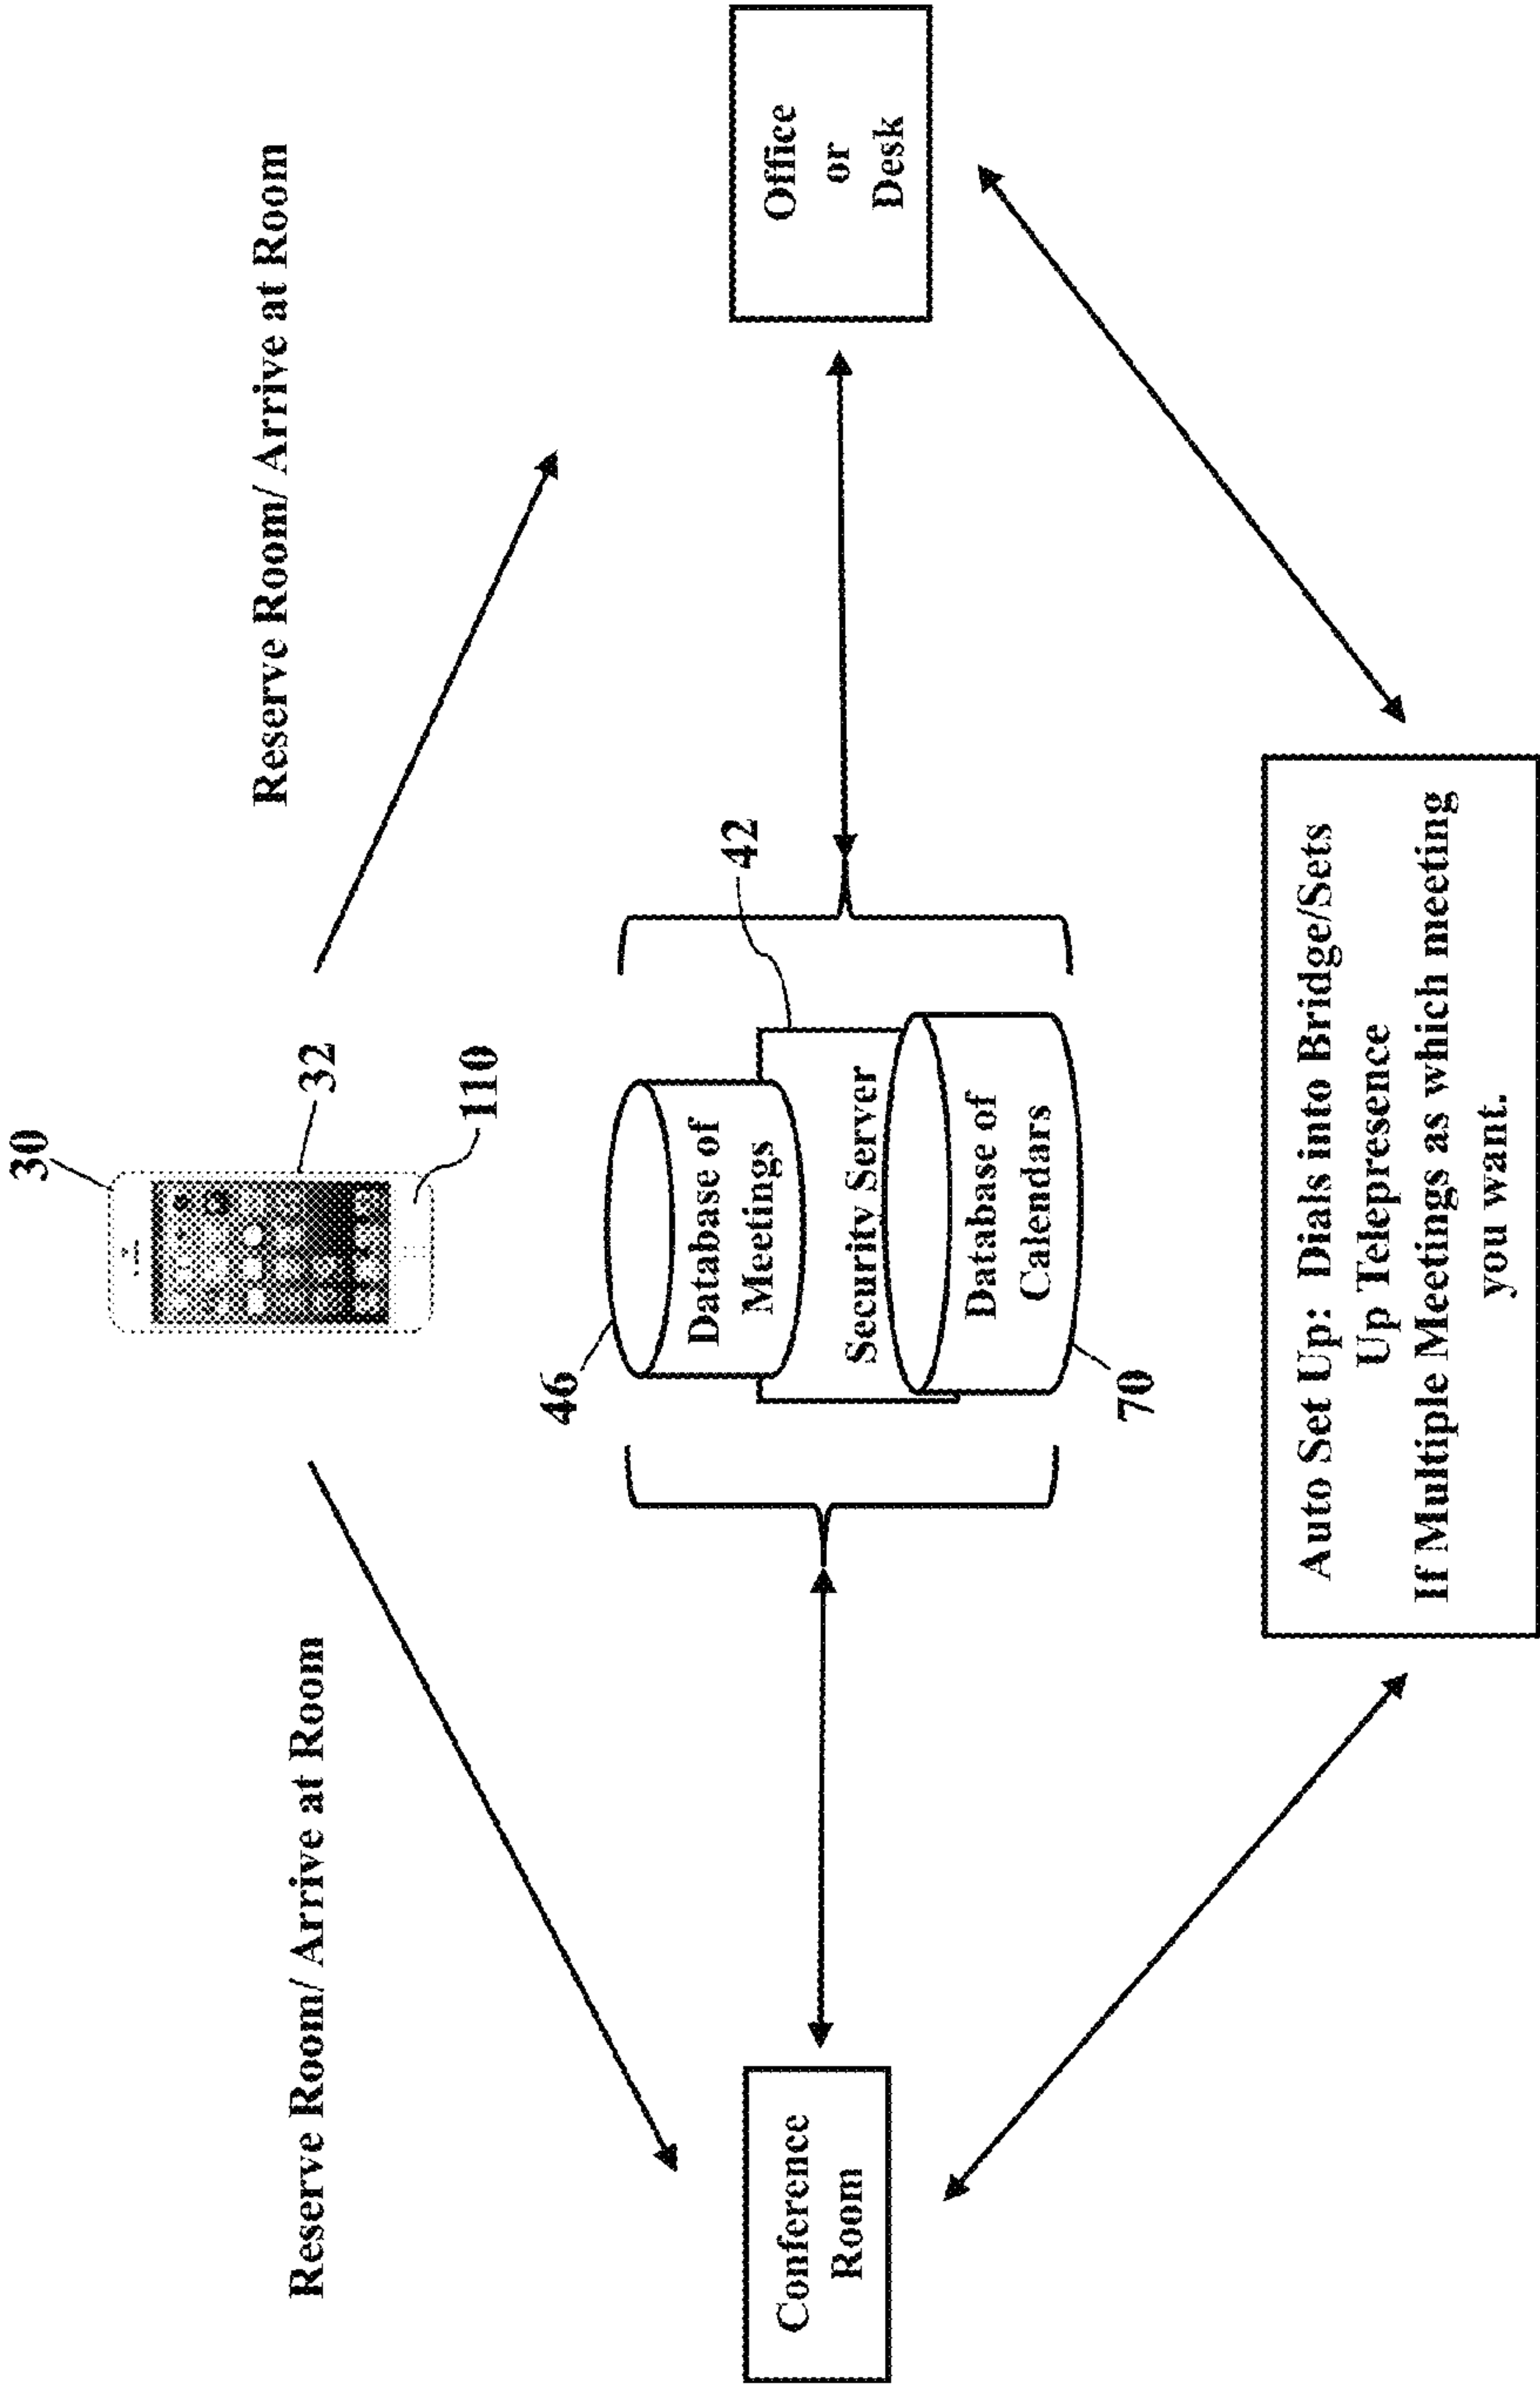 30
32
110
Reserve Room/ Arrive at Room
Reserve Room/ Arrive at Room
46
Database of
Meetings
42
Security Server
Database of
Calendars
70
Conference
Room
Office
or
Desk
Auto Set Up: Dials into Bridge/Sets
Up Telepresence
If Multiple Meetings as which meeting
you want.